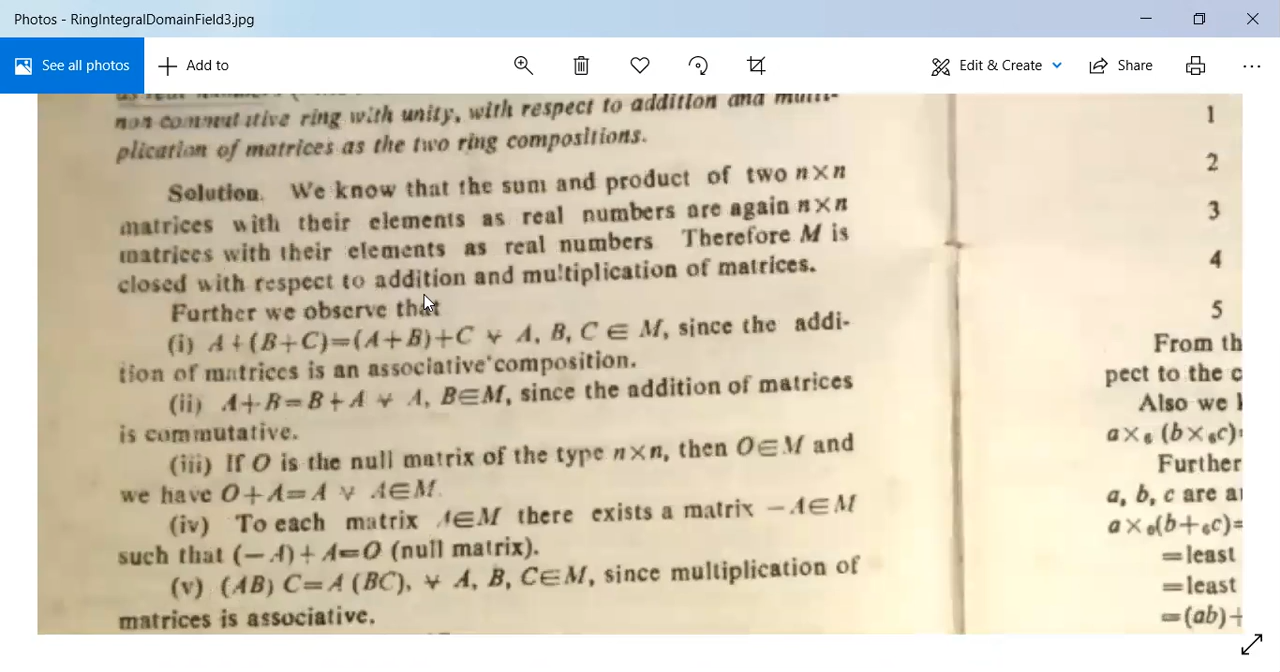 Photos - RingIntegralDomainField3.jpg
See all photos
Add to
Edit & Create
Share
as real numbers
non commutative ring with unity, with respect to addition and multi-
plication of matrices as the two ring compositions.
Solution. We know that the sum and product of two n×n
matrices with their elements as real numbers are again n×n
matrices with their elements as real numbers Therefore M is
closed with respect to addition and multiplication of matrices.
Further we observe that
(i) A+(B+C)=(A+B)+C ∀ A, B, C ∈ M, since the addi-
tion of matrices is an associative composition.
(ii) A+B=B+A ∀ A, B∈M, since the addition of matrices
is commutative.
(iii) If O is the null matrix of the type n×n, then O∈M and
we have O+A=A ∀ A∈M.
(iv) To each matrix A∈M there exists a matrix −A∈M
such that (−A)+A=O (null matrix).
(v) (AB) C=A (BC), ∀ A, B, C∈M, since multiplication of
matrices is associative.
1
2
3
4
5
From th
pect to the c
Also we
a×₆ (b×₆c)
Further
a, b, c are a
a×₆(b+₆c)=
=least
=least
=(ab)+